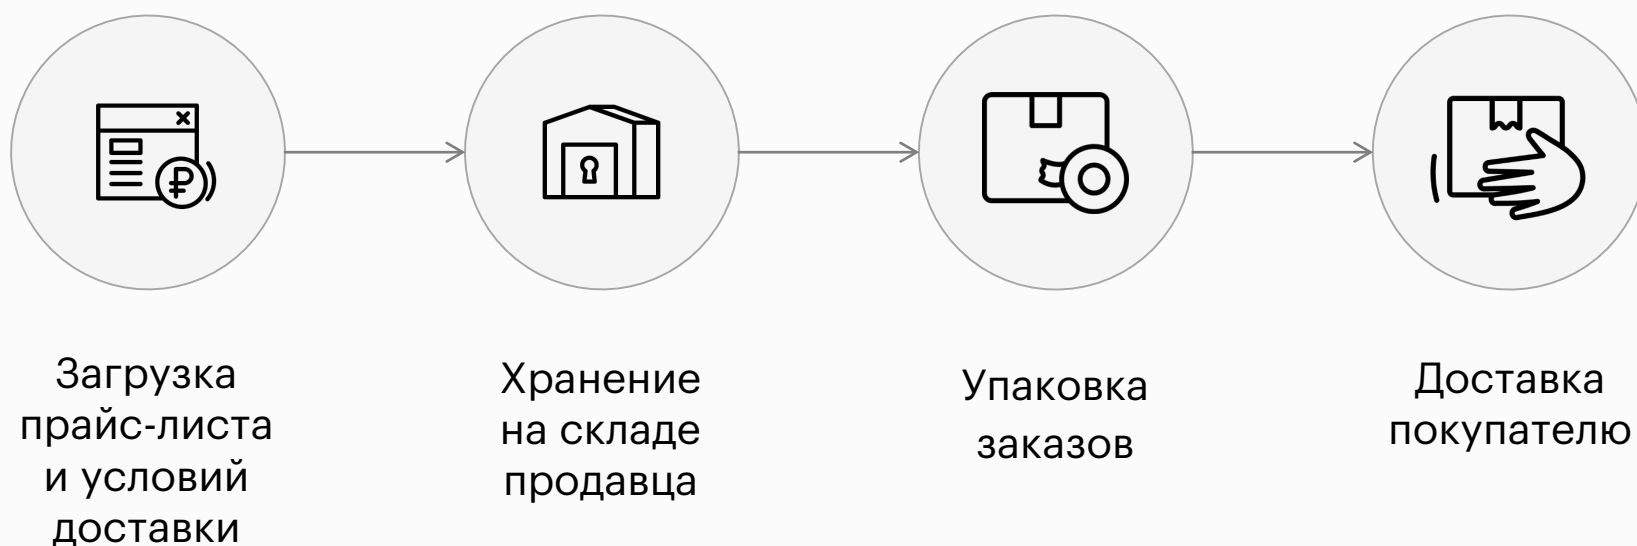 Загрузка
прайс-листа
и условий
доставки
Хранение
на складе
продавца
Упаковка
заказов
Доставка
покупателю